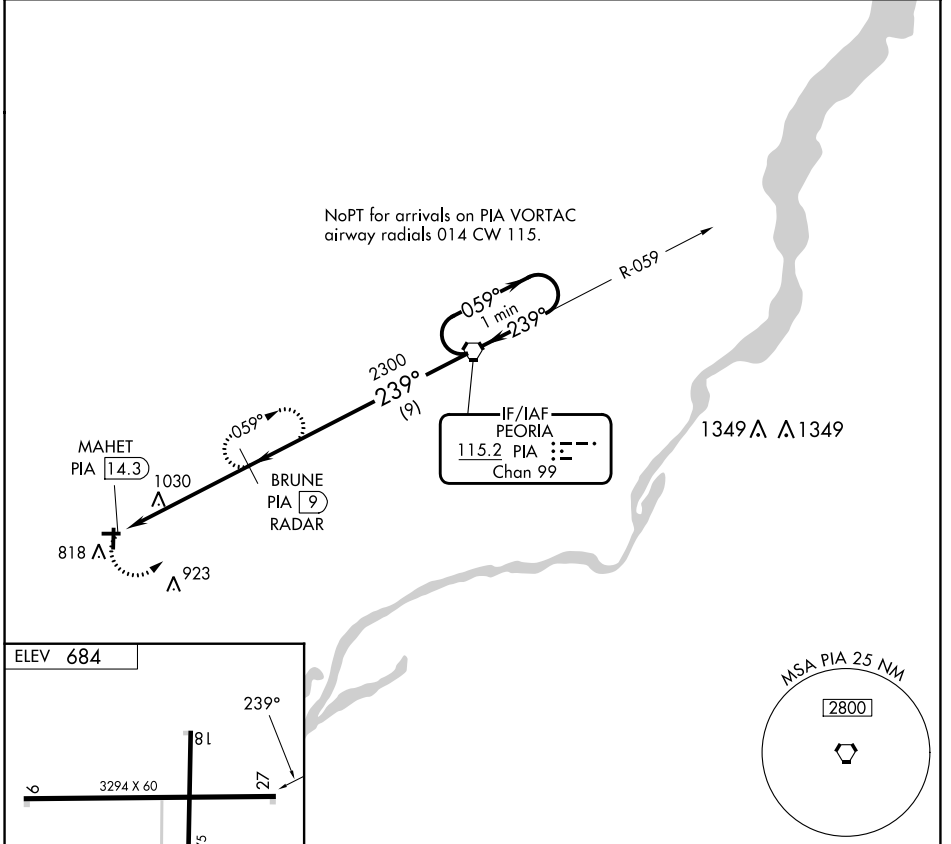 NoPT for arrivals on PIA VORTAC
airway radials 014 CW 115.
R-059
059°
1 min
239°
2300
239°
(9)
IF/IAF
PEORIA
115.2 PIA
Chan 99
1349 1349
059°
MAHET
PIA 14.3
1030
BRUNE
PIA 9
RADAR
818
923
ELEV 684
239°
18
9
3294 X 60
27
MSA PIA 25 NM
2800